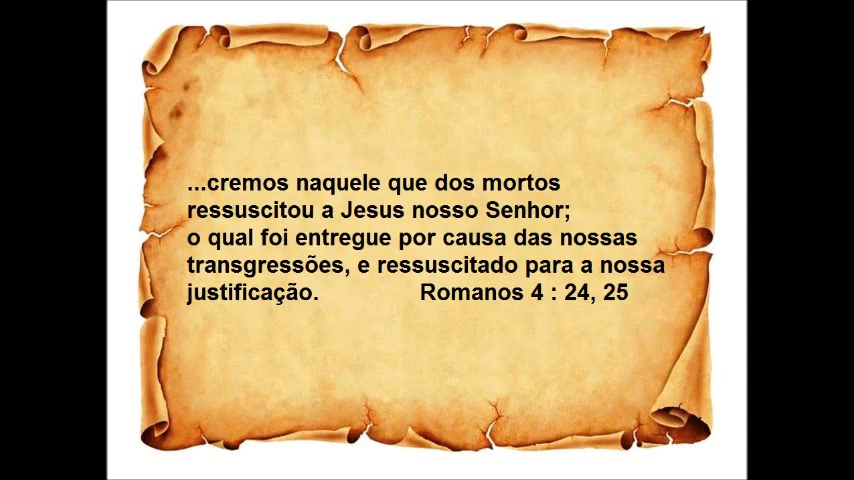 ...cremos naquele que dos mortos
ressuscitou a Jesus nosso Senhor;
o qual foi entregue por causa das nossas
transgressões, e ressuscitado para a nossa
justificação. Romanos 4 : 24, 25